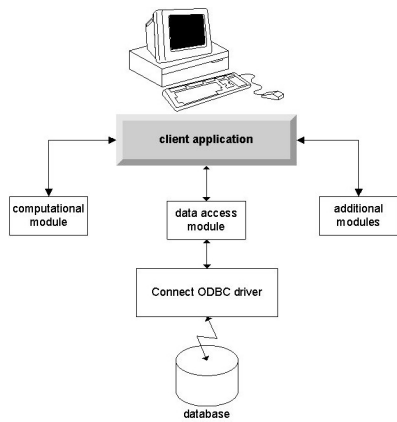 client application
computational
module
data access
module
additional
modules
Connect ODBC driver
database